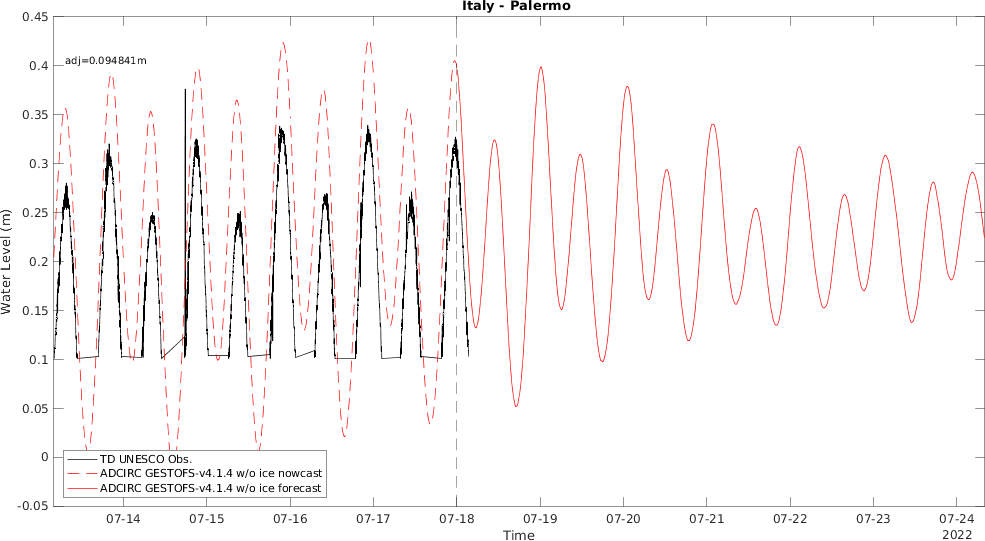 Italy - Palermo
adj=0.094841m
0.45
0.4
0.35
0.3
0.25
0.2
0.15
0.1
0.05
0
-0.05
Water Level (m)
TD UNESCO Obs.
ADCIRC GESTOFS-v4.1.4 w/o ice nowcast
ADCIRC GESTOFS-v4.1.4 w/o ice forecast
07-14 07-15 07-16 07-17 07-18 07-19 07-20 07-21 07-22 07-23 07-24
Time
2022